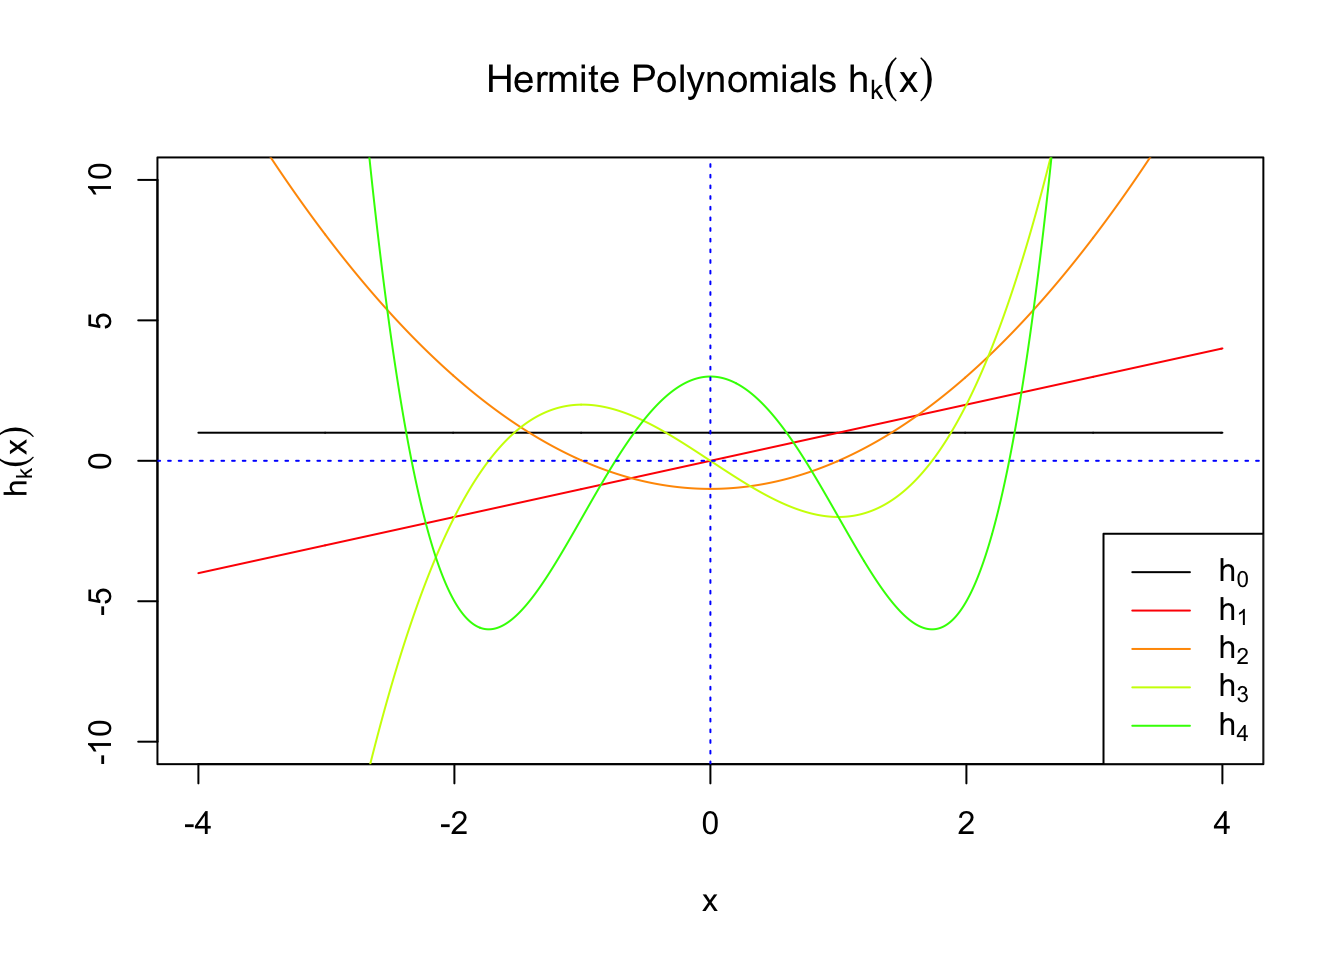 Hermite Polynomials hₖ(x)
10
5
0
-5
-10
hₖ(x)
h₀
h₁
h₂
h₃
h₄
-4 -2 0 2 4
x